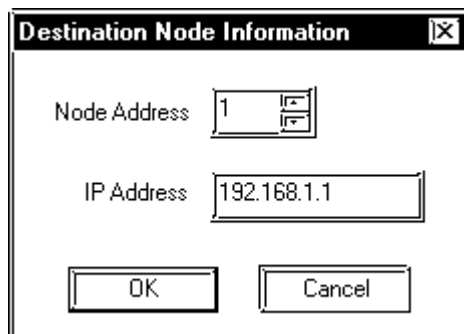 Destination Node Information
Node Address 1
IP Address 192.168.1.1
OK Cancel